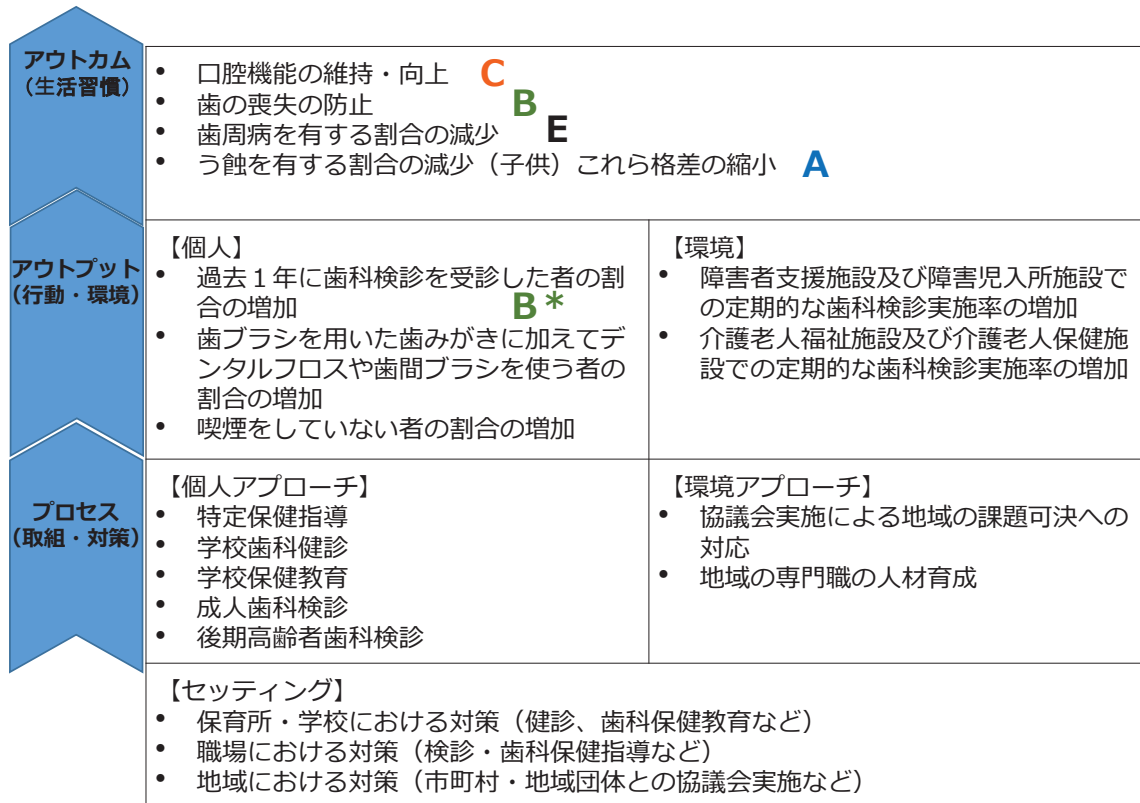 アウトカム
(生活習慣)
• 口腔機能の維持・向上 C
• 歯の喪失の防止 B
• 歯周病を有する割合の減少 E
• う蝕を有する割合の減少（子供）これら格差の縮小 A
アウトプット
(行動・環境)
【個人】
• 過去１年に歯科検診を受診した者の割
合の増加 B*
• 歯ブラシを用いた歯みがきに加えてデ
ンタルフロスや歯間ブラシを使う者の
割合の増加
• 喫煙をしていない者の割合の増加
【環境】
• 障害者支援施設及び障害児入所施設で
の定期的な歯科検診実施率の増加
• 介護老人福祉施設及び介護老人保健施
設での定期的な歯科検診実施率の増加
プロセス
(取組・対策)
【個人アプローチ】
• 特定保健指導
• 学校歯科健診
• 学校保健教育
• 成人歯科検診
• 後期高齢者歯科検診
【環境アプローチ】
• 協議会実施による地域の課題可決への
対応
• 地域の専門職の人材育成
【セッティング】
• 保育所・学校における対策（健診、歯科保健教育など）
• 職場における対策（検診・歯科保健指導など）
• 地域における対策（市町村・地域団体との協議会実施など）